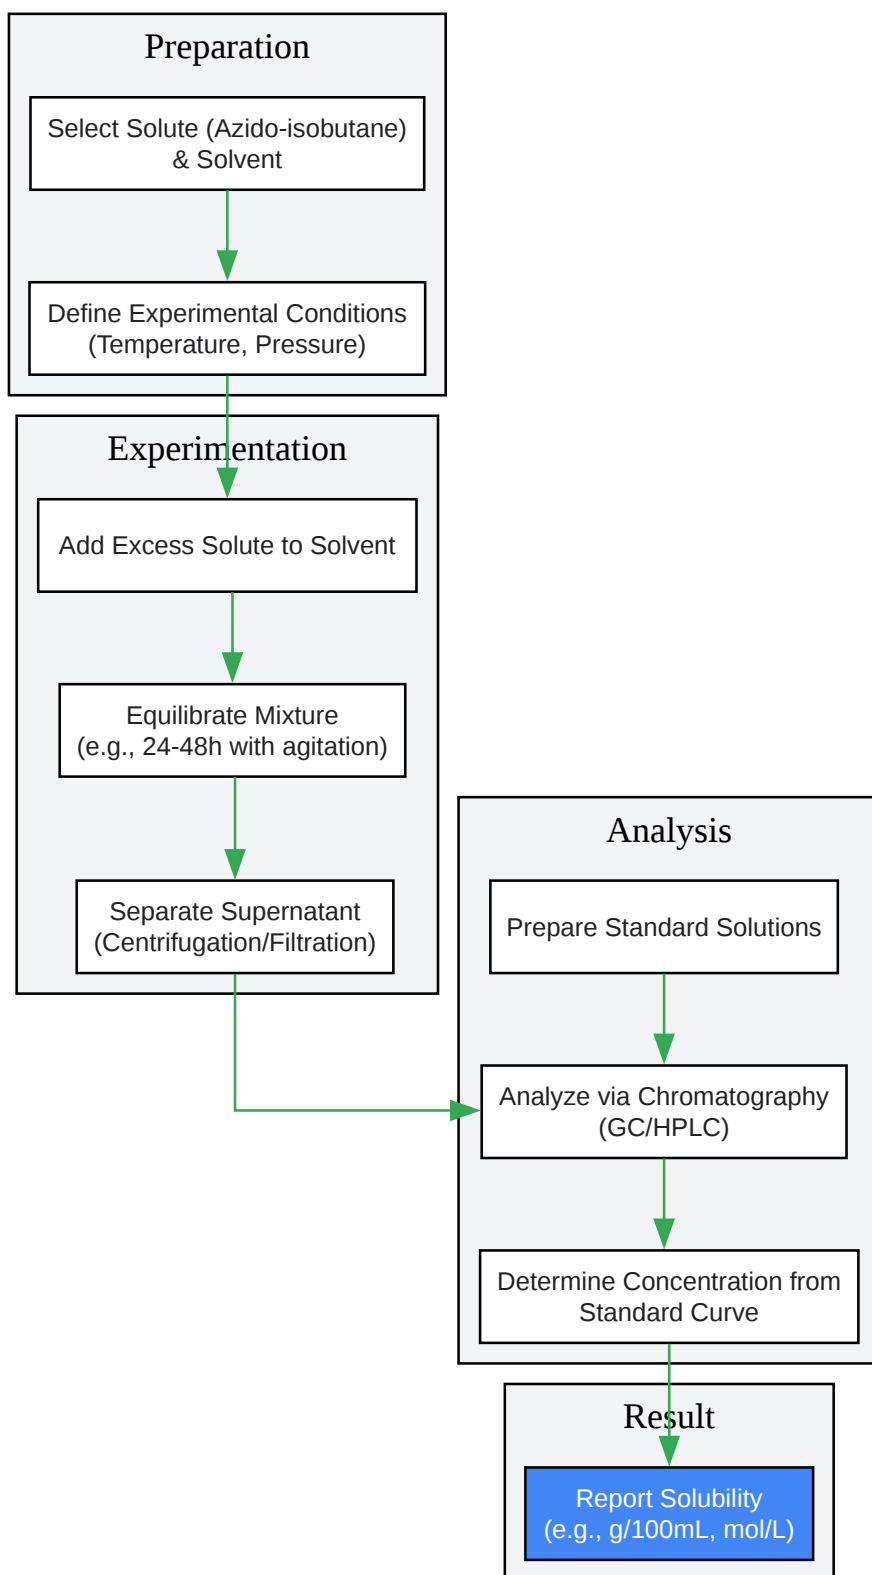 Preparation
Select Solute (Azido-isobutane)
& Solvent
Define Experimental Conditions
(Temperature, Pressure)
Experimentation
Add Excess Solute to Solvent
Equilibrate Mixture
(e.g., 24-48h with agitation)
Separate Supernatant
(Centrifugation/Filtration)
Analysis
Prepare Standard Solutions
Analyze via Chromatography
(GC/HPLC)
Determine Concentration from
Standard Curve
Result
Report Solubility
(e.g., g/100mL, mol/L)